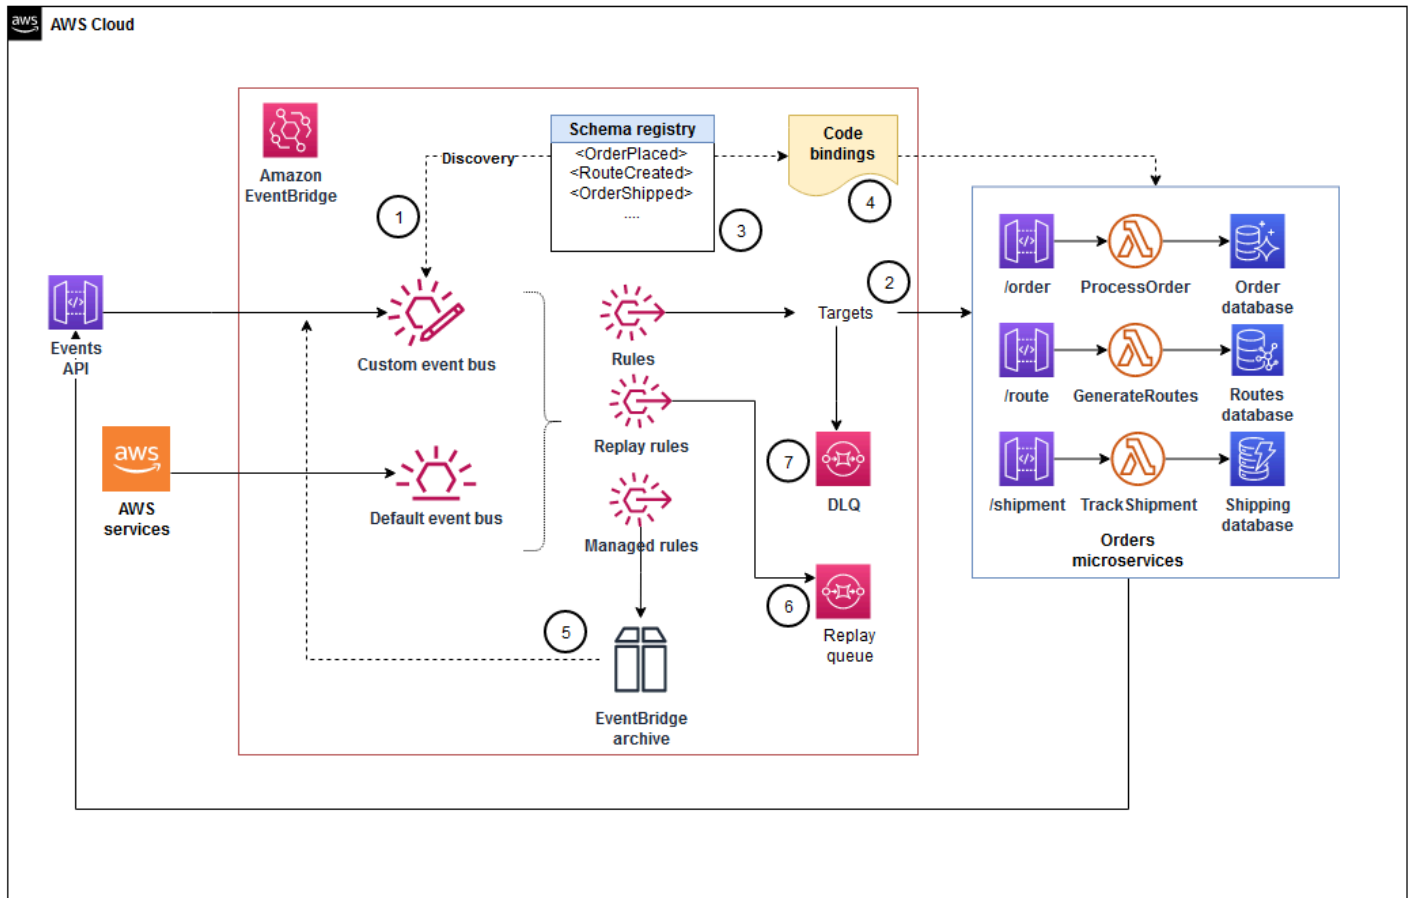 aws
AWS Cloud
Amazon
EventBridge
Discovery
Schema registry
<OrderPlaced>
<RouteCreated>
<OrderShipped>
....
Code
bindings
1
3
4
2
Events
API
Custom event bus
Rules
Targets
/order
ProcessOrder
Order
database
/route
GenerateRoutes
Routes
database
/shipment
TrackShipment
Shipping
database
Orders
microservices
aws
AWS
services
Default event bus
Replay rules
Managed rules
7
DLQ
6
Replay
queue
5
EventBridge
archive